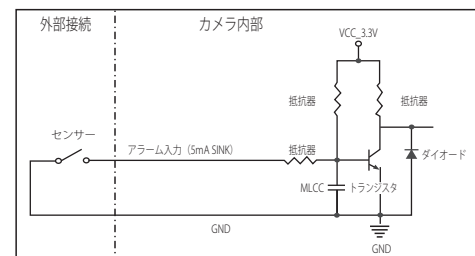 外部接続
カメラ内部
VCC_3.3V
抵抗器
抵抗器
センサー
アラーム入力（5mA SINK）
抵抗器
ダイオード
MLCC
トランジスタ
GND
GND